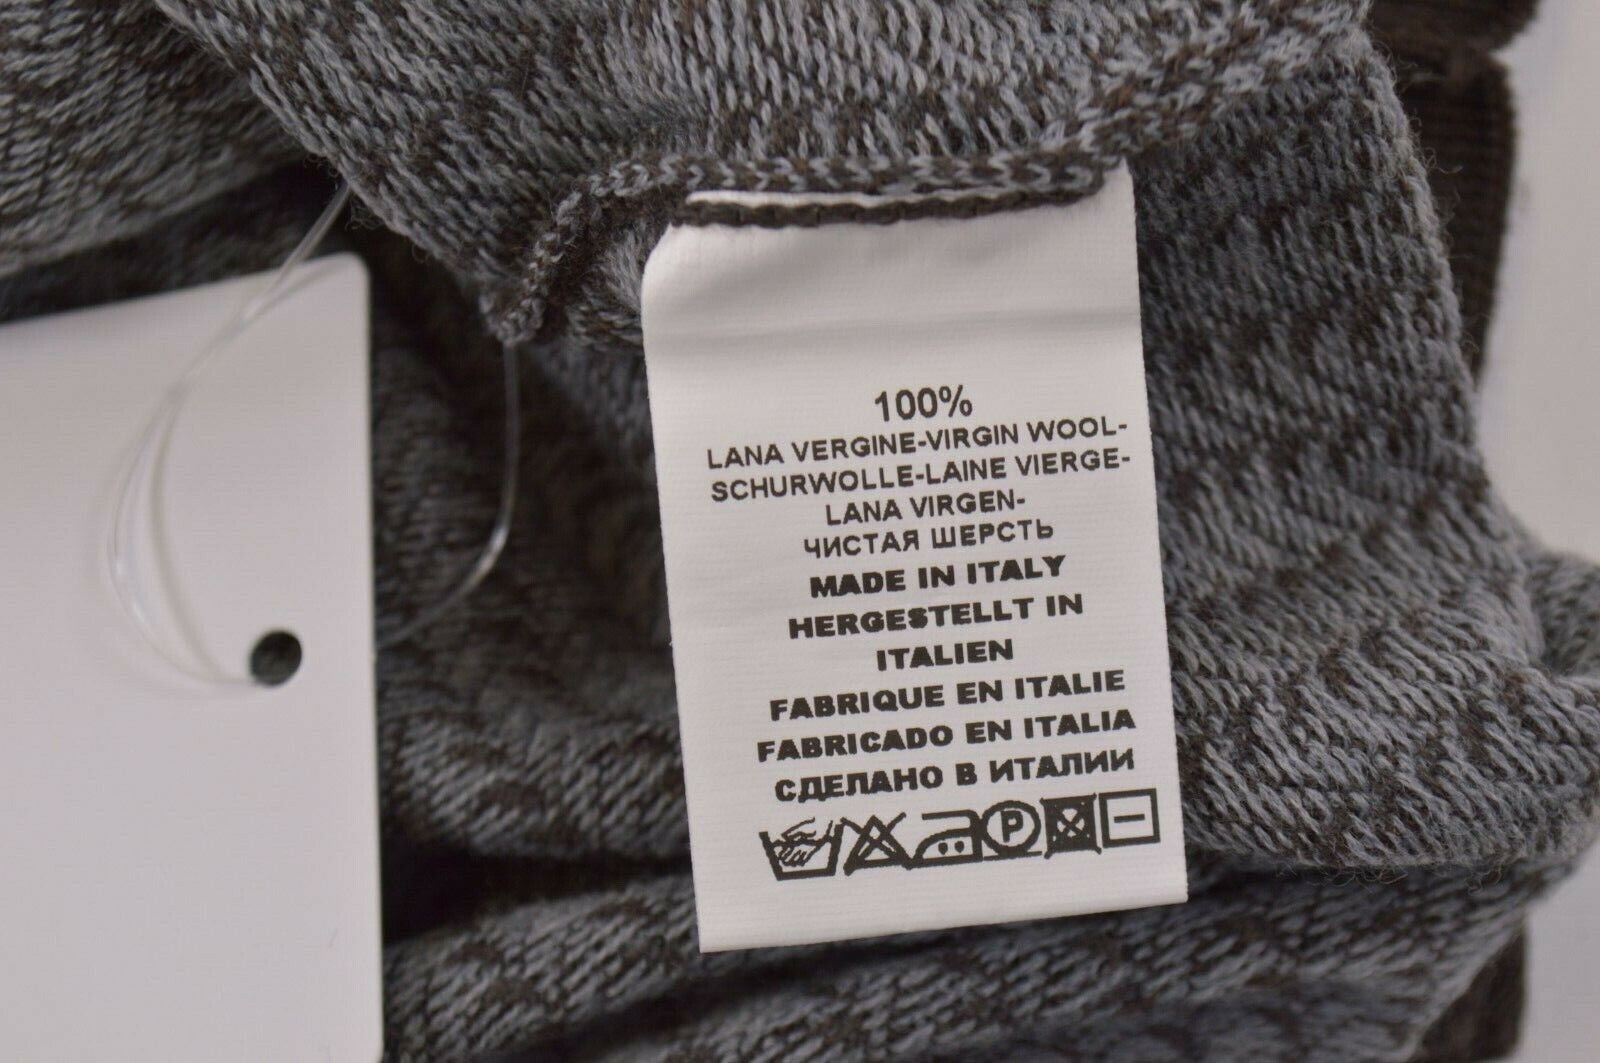 100%
LANA VERGINE-VIRGIN WOOL-
SCHURWOLLE-LAINE VIERGE-
LANA VIRGEN-
ЧИСТАЯ ШЕРСТЬ
MADE IN ITALY
HERGESTELLT IN
ITALIEN
FABRIQUE EN ITALIE
FABRICADO EN ITALIA
СДЕЛАНО В ИТАЛИИ
P